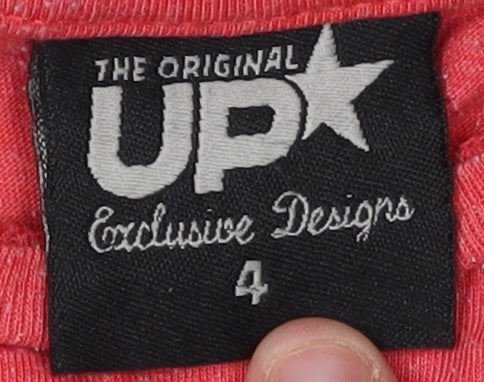 THE ORIGINAL
UP
Exclusive Designs
4